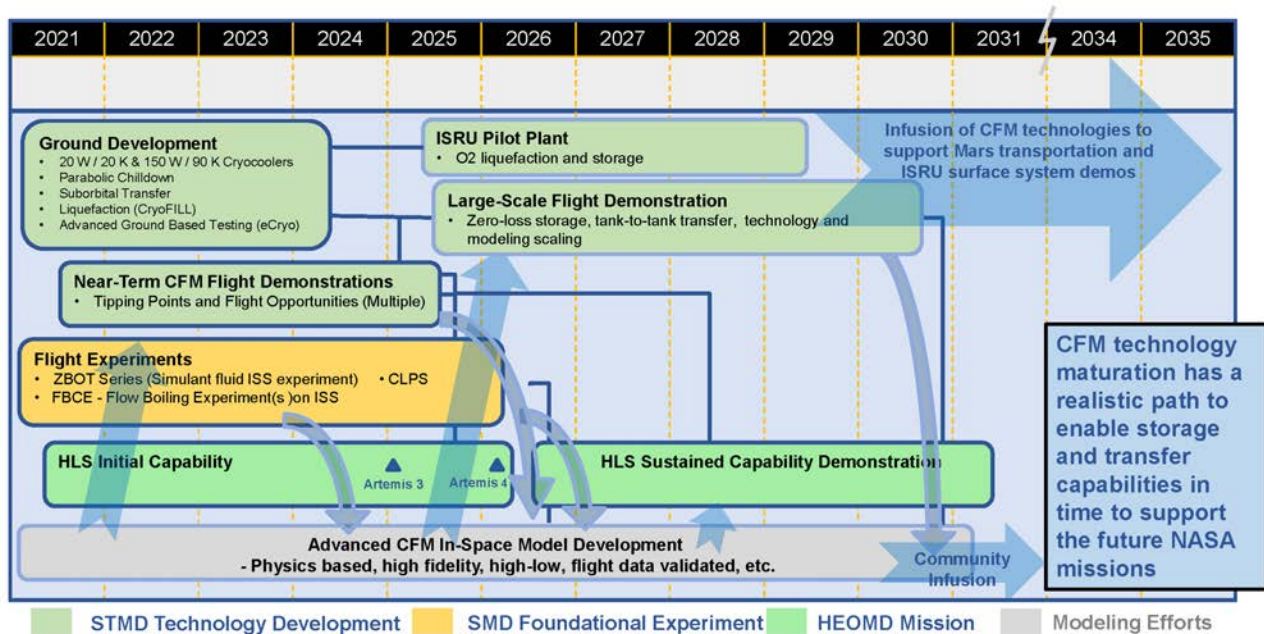 2021 2022 2023 2024 2025 2026 2027 2028 2029 2030 2031 2034 2035
Ground Development
• 20 W / 20 K & 150 W / 90 K Cryocoolers
• Parabolic Chilldown
• Suborbital Transfer
• Liquefaction (CryoFILL)
• Advanced Ground Based Testing (eCryo)
ISRU Pilot Plant
• O2 liquefaction and storage
Infusion of CFM technologies to
support Mars transportation and
ISRU surface system demos
Large-Scale Flight Demonstration
• Zero-loss storage, tank-to-tank transfer, technology and
modeling scaling
Near-Term CFM Flight Demonstrations
• Tipping Points and Flight Opportunities (Multiple)
Flight Experiments
• ZBOT Series (Simulant fluid ISS experiment) • CLPS
• FBCE - Flow Boiling Experiment(s )on ISS
HLS Initial Capability
Artemis 3
Artemis 4
HLS Sustained Capability Demonstration
Advanced CFM In-Space Model Development
- Physics based, high fidelity, high-low, flight data validated, etc.
Community
Infusion
CFM technology
maturation has a
realistic path to
enable storage
and transfer
capabilities in
time to support
the future NASA
missions
STMD Technology Development
SMD Foundational Experiment
HEOMD Mission
Modeling Efforts